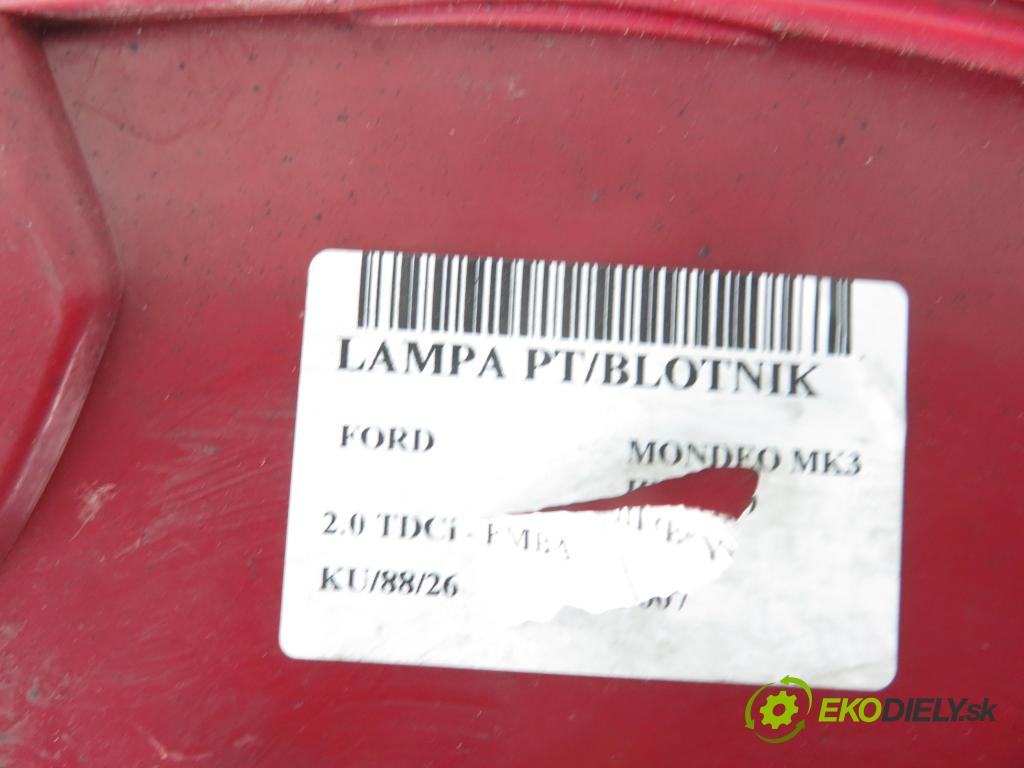 LAMPA PT/BLOTNIK
FORD
MONDEO MK3
2.0 TDCi - FMBA
KU/88/26
EKODIELY.sk